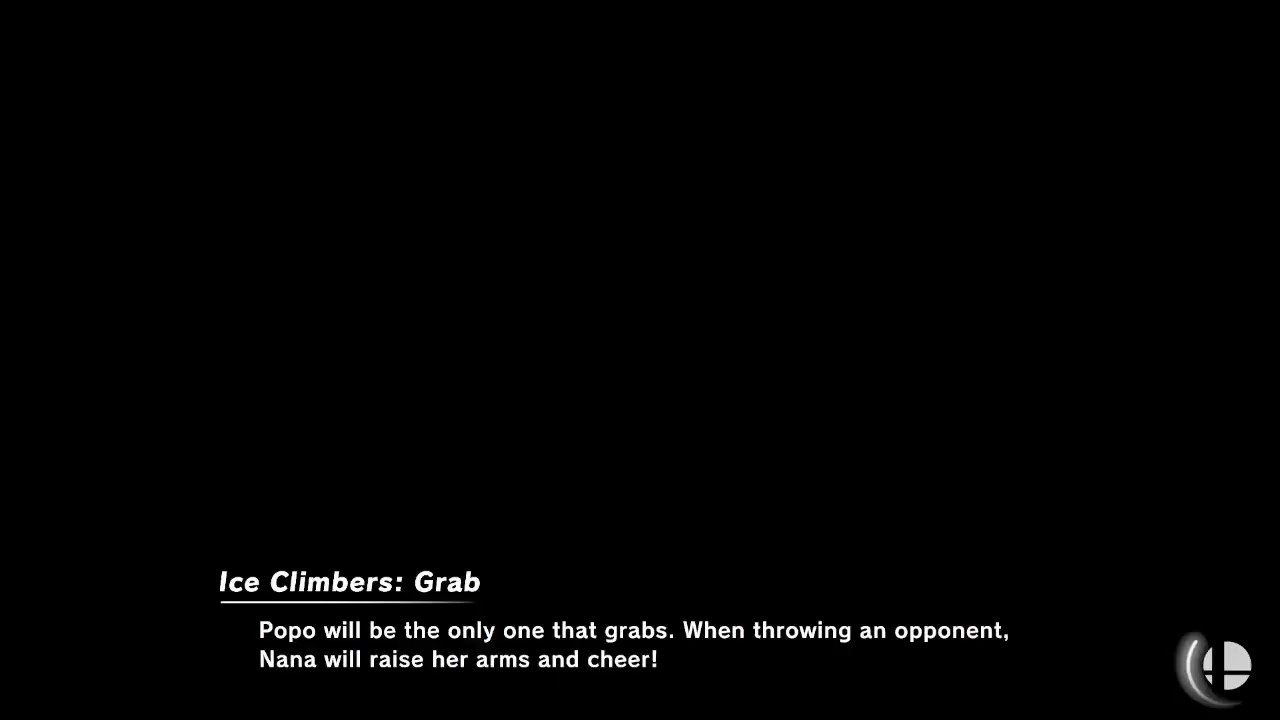 Ice Climbers: Grab
Popo will be the only one that grabs. When throwing an opponent,
Nana will raise her arms and cheer!